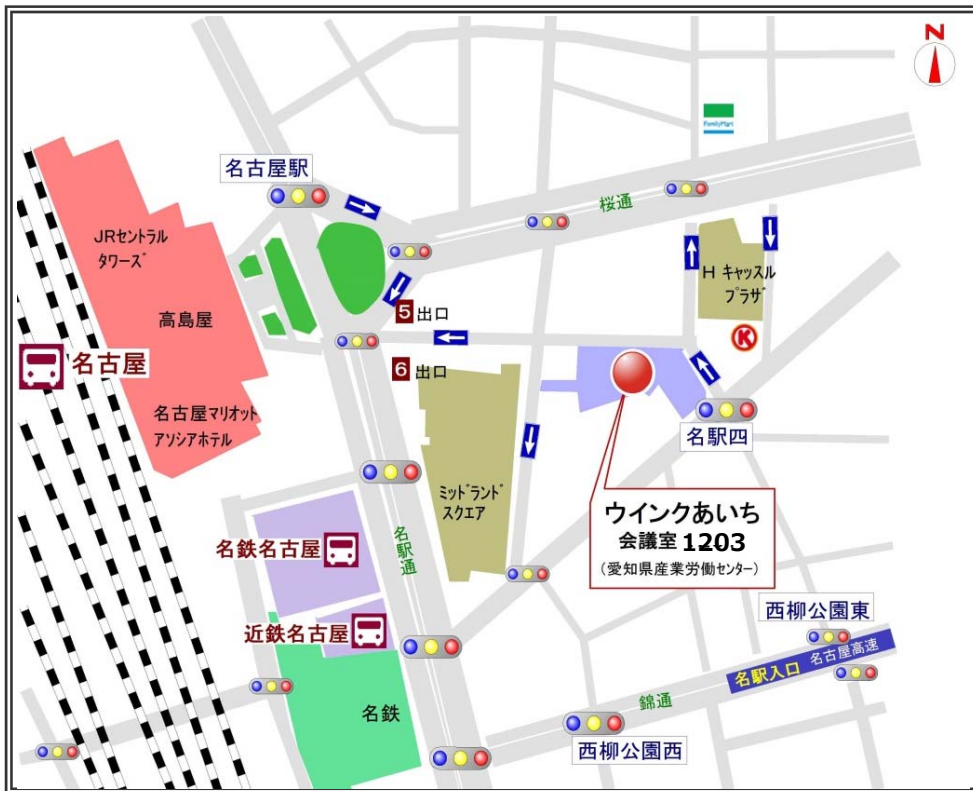 N
FamilyMart
名古屋駅
桜通
JRセントラル
タワーズ
H キャッスル
プラザ
5 出口
高島屋
K
名古屋
6 出口
名古屋マリオット
アソシアホテル
名駅四
ミッドランド
スクエア
ウインクあいち
会議室 1203
(愛知県産業労働センター)
名駅通
名鉄名古屋
近鉄名古屋
西柳公園東
名駅入口 名古屋高速
錦通
名鉄
西柳公園西